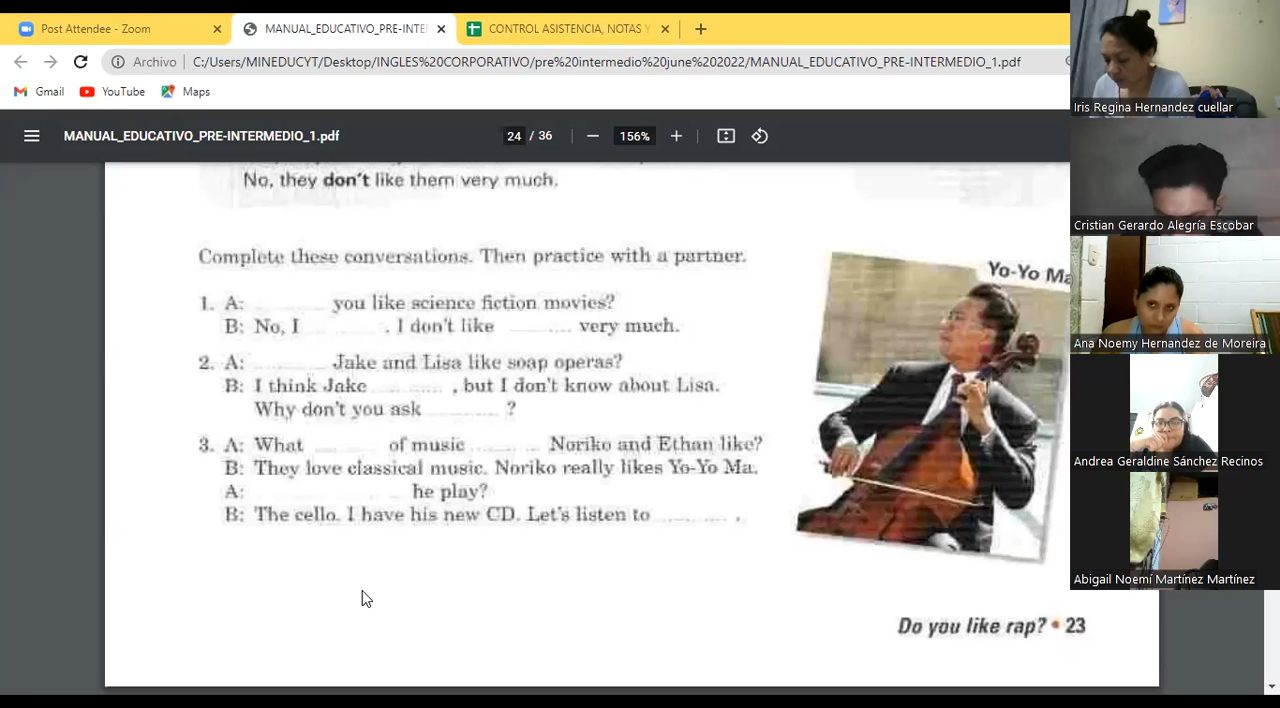 Post Attendee - Zoom
MANUAL_EDUCATIVO_PRE-INTE
CONTROL ASISTENCIA, NOTAS Y
Archivo
C:/Users/MINEDUCYT/Desktop/INGLES%20CORPORATIVO/pre%20intermedio%20june%202022/MANUAL_EDUCATIVO_PRE-INTERMEDIO_1.pdf
Gmail
YouTube
Maps
MANUAL_EDUCATIVO_PRE-INTERMEDIO_1.pdf
24 / 36
156%
No, they don't like them very much.
Complete these conversations. Then practice with a partner.
1. A: ........ you like science fiction movies?
B: No, I ........ . I don't like ........ very much.
2. A: ........ Jake and Lisa like soap operas?
B: I think Jake ........ , but I don't know about Lisa.
Why don't you ask ........ ?
3. A: What ........ of music ........ Noriko and Ethan like?
B: They love classical music. Noriko really likes Yo-Yo Ma.
A: ........ he play?
B: The cello. I have his new CD. Let's listen to ........ .
Yo-Yo Ma
Do you like rap? • 23
Iris Regina Hernandez cuellar
Cristian Gerardo Alegría Escobar
Ana Noemy Hernandez de Moreira
Andrea Geraldine Sánchez Recinos
Abigail Noemí Martínez Martínez